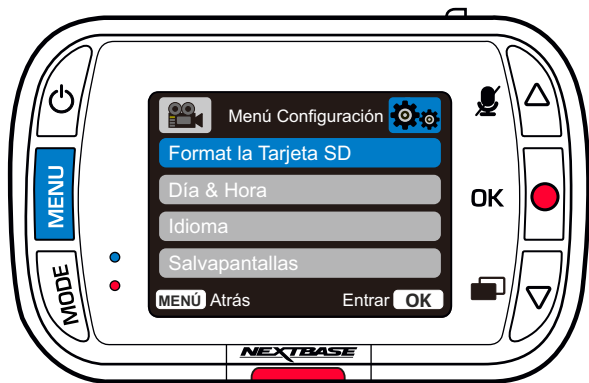 Menú Configuración
Format la Tarjeta SD
Día & Hora
Idioma
Salvapantallas
MENÚ Atrás Entrar OK
MENU
MODE
OK
NEXTBASE